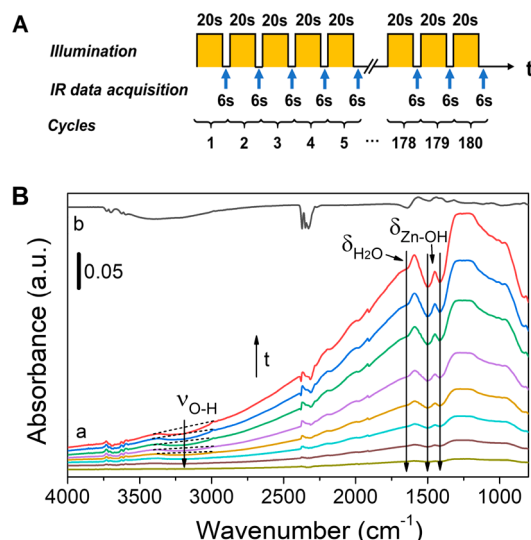 A
20s 20s 20s 20s 20s 20s 20s 20s
Illumination
t
IR data acquisition
6s 6s 6s 6s 6s 6s 6s 6s
Cycles
1 2 3 4 5 ... 178 179 180
B
b
0.05
δH₂O
δZn-OH
t
νO-H
a
Absorbance (a.u.)
4000 3500 3000 2500 2000 1500 1000
Wavenumber (cm⁻¹)